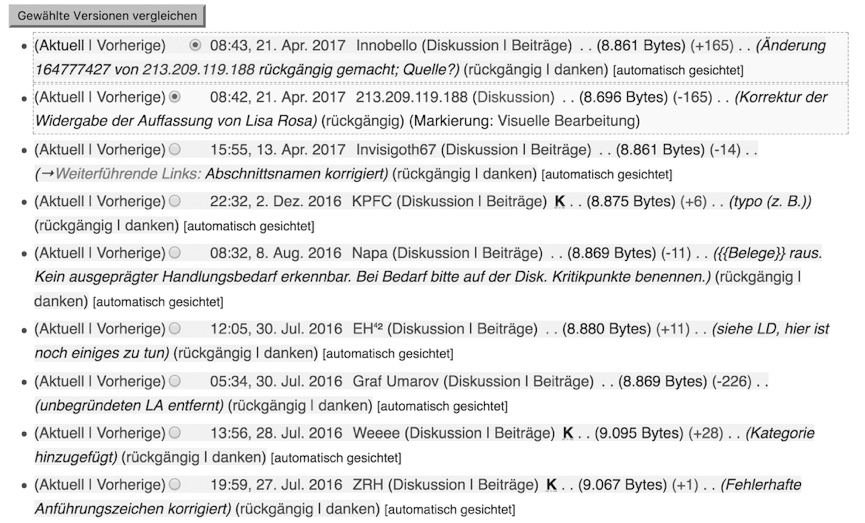 Gewählte Versionen vergleichen
(Aktuell | Vorherige) 08:43, 21. Apr. 2017 Innobello (Diskussion | Beiträge) . . (8.861 Bytes) (+165) . . (Änderung
164777427 von 213.209.119.188 rückgängig gemacht; Quelle?) (rückgängig | danken) [automatisch gesichtet]
(Aktuell | Vorherige) 08:42, 21. Apr. 2017 213.209.119.188 (Diskussion) . . (8.696 Bytes) (-165) . . (Korrektur der
Widergabe der Auffassung von Lisa Rosa) (rückgängig) (Markierung: Visuelle Bearbeitung)
(Aktuell | Vorherige) 15:55, 13. Apr. 2017 Invisigoth67 (Diskussion | Beiträge) . . (8.861 Bytes) (-14) . .
(→Weiterführende Links: Abschnittsnamen korrigiert) (rückgängig | danken) [automatisch gesichtet]
(Aktuell | Vorherige) 22:32, 2. Dez. 2016 KPFC (Diskussion | Beiträge) K . . (8.875 Bytes) (+6) . . (typo (z. B.))
(rückgängig | danken) [automatisch gesichtet]
(Aktuell | Vorherige) 08:32, 8. Aug. 2016 Napa (Diskussion | Beiträge) . . (8.869 Bytes) (-11) . . ({{{Belege}} raus.
Kein ausgeprägter Handlungsbedarf erkennbar. Bei Bedarf bitte auf der Disk. Kritikpunkte benennen.) (rückgängig |
danken) [automatisch gesichtet]
(Aktuell | Vorherige) 12:05, 30. Jul. 2016 EH⁴² (Diskussion | Beiträge) . . (8.880 Bytes) (+11) . . (siehe LD, hier ist
noch einiges zu tun) (rückgängig | danken) [automatisch gesichtet]
(Aktuell | Vorherige) 05:34, 30. Jul. 2016 Graf Umarov (Diskussion | Beiträge) . . (8.869 Bytes) (-226) . .
(unbegründeten LA entfernt) (rückgängig | danken) [automatisch gesichtet]
(Aktuell | Vorherige) 13:56, 28. Jul. 2016 Weeee (Diskussion | Beiträge) K . . (9.095 Bytes) (+28) . . (Kategorie
hinzugefügt) (rückgängig | danken) [automatisch gesichtet]
(Aktuell | Vorherige) 19:59, 27. Jul. 2016 ZRH (Diskussion | Beiträge) K . . (9.067 Bytes) (+1) . . (Fehlerhafte
Anführungszeichen korrigiert) (rückgängig | danken) [automatisch gesichtet]